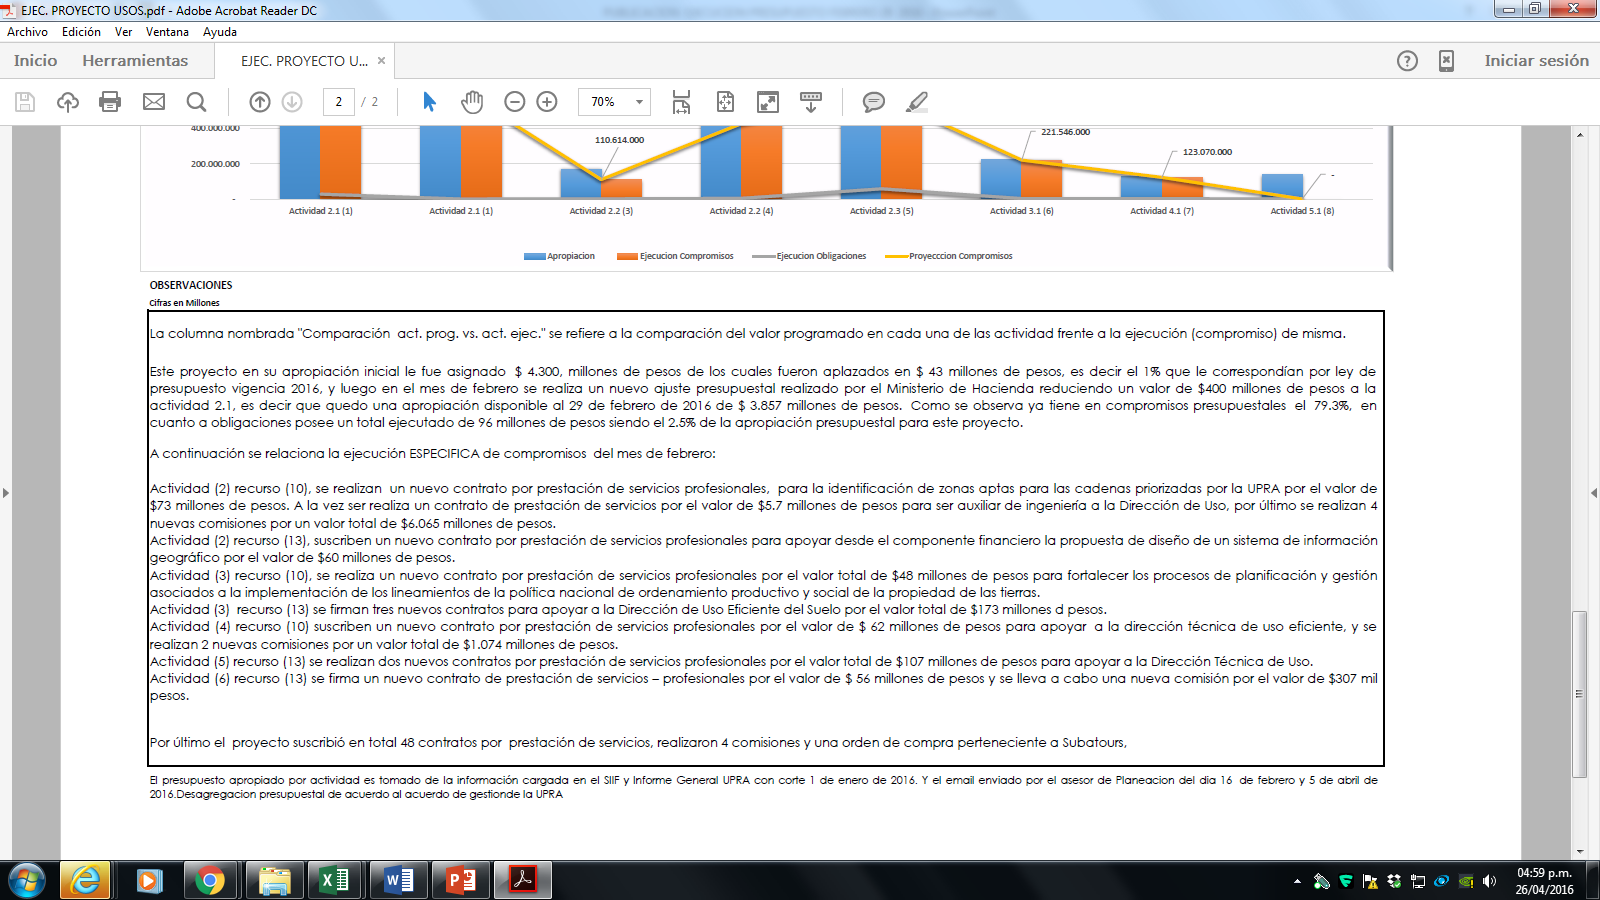 EJEC. PROYECTO USOS.pdf - Adobe Acrobat Reader DC
Archivo Edición Ver Ventana Ayuda
Inicio Herramientas EJEC. PROYECTO U... × Iniciar sesión
2 / 2 70%
400.000.000
200.000.000
-
110.614.000
221.546.000
123.070.000
-
Actividad 2.1 (1) Actividad 2.1 (1) Actividad 2.2 (3) Actividad 2.2 (4) Actividad 2.3 (5) Actividad 3.1 (6) Actividad 4.1 (7) Actividad 5.1 (8)
Apropiacion Ejecucion Compromisos Ejecucion Obligaciones Proyecccion Compromisos
OBSERVACIONES
Cifras en Millones
La columna nombrada "Comparación act. prog. vs. act. ejec." se refiere a la comparación del valor programado en cada una de las actividad frente a la ejecución (compromiso) de misma.
Este proyecto en su apropiación inicial le fue asignado $ 4.300, millones de pesos de los cuales fueron aplazados en $ 43 millones de pesos, es decir el 1% que le correspondían por ley de
presupuesto vigencia 2016, y luego en el mes de febrero se realiza un nuevo ajuste presupuestal realizado por el Ministerio de Hacienda reduciendo un valor de $400 millones de pesos a la
actividad 2.1, es decir que quedo una apropiación disponible al 29 de febrero de 2016 de $ 3.857 millones de pesos. Como se observa ya tiene en compromisos presupuestales el 79.3%, en
cuanto a obligaciones posee un total ejecutado de 96 millones de pesos siendo el 2.5% de la apropiación presupuestal para este proyecto.
A continuación se relaciona la ejecución ESPECIFICA de compromisos del mes de febrero:
Actividad (2) recurso (10), se realizan un nuevo contrato por prestación de servicios profesionales, para la identificación de zonas aptas para las cadenas priorizadas por la UPRA por el valor de
$73 millones de pesos. A la vez ser realiza un contrato de prestación de servicios por el valor de $5.7 millones de pesos para ser auxiliar de ingeniería a la Dirección de Uso, por último se realizan 4
nuevas comisiones por un valor total de $6.065 millones de pesos.
Actividad (2) recurso (13), suscriben un nuevo contrato por prestación de servicios profesionales para apoyar desde el componente financiero la propuesta de diseño de un sistema de información
geográfico por el valor de $60 millones de pesos.
Actividad (3) recurso (10), se realiza un nuevo contrato por prestación de servicios profesionales por el valor total de $48 millones de pesos para fortalecer los procesos de planificación y gestión
asociados a la implementación de los lineamientos de la política nacional de ordenamiento productivo y social de la propiedad de las tierras.
Actividad (3) recurso (13) se firman tres nuevos contratos para apoyar a la Dirección de Uso Eficiente del Suelo por el valor total de $173 millones d pesos.
Actividad (4) recurso (10) suscriben un nuevo contrato por prestación de servicios profesionales por el valor de $ 62 millones de pesos para apoyar a la dirección técnica de uso eficiente, y se
realizan 2 nuevas comisiones por un valor total de $1.074 millones de pesos.
Actividad (5) recurso (13) se realizan dos nuevos contratos por prestación de servicios profesionales por el valor total de $107 millones de pesos para apoyar a la Dirección Técnica de Uso.
Actividad (6) recurso (13) se firma un nuevo contrato de prestación de servicios – profesionales por el valor de $ 56 millones de pesos y se lleva a cabo una nueva comisión por el valor de $307 mil
pesos.
Por último el proyecto suscribió en total 48 contratos por prestación de servicios, realizaron 4 comisiones y una orden de compra perteneciente a Subatours,
El presupuesto apropiado por actividad es tomado de la información cargada en el SIIF y Informe General UPRA con corte 1 de enero de 2016. Y el email enviado por el asesor de Planeacion del dia 16 de febrero y 5 de abril de
2016.Desagregacion presupuestal de acuerdo al acuerdo de gestionde la UPRA
04:59 p.m.
26/04/2016